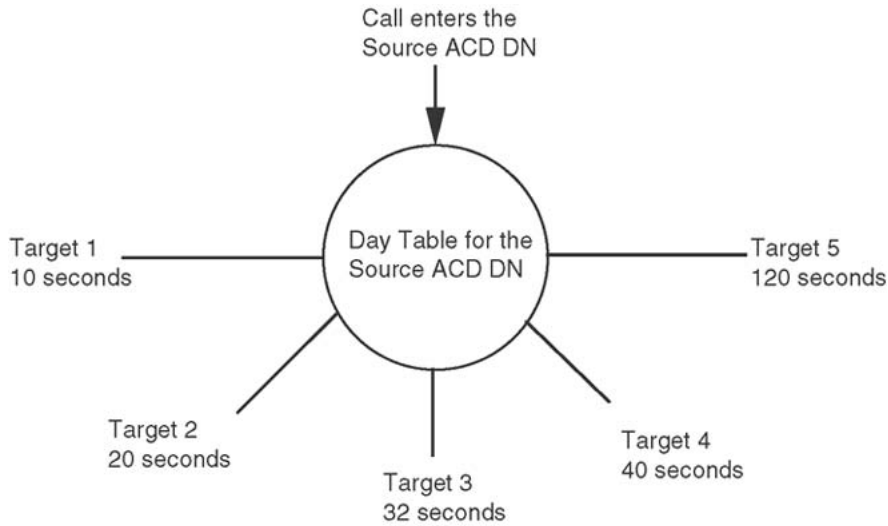 Call enters the
Source ACD DN
Day Table for the
Source ACD DN
Target 1
10 seconds
Target 5
120 seconds
Target 2
20 seconds
Target 4
40 seconds
Target 3
32 seconds